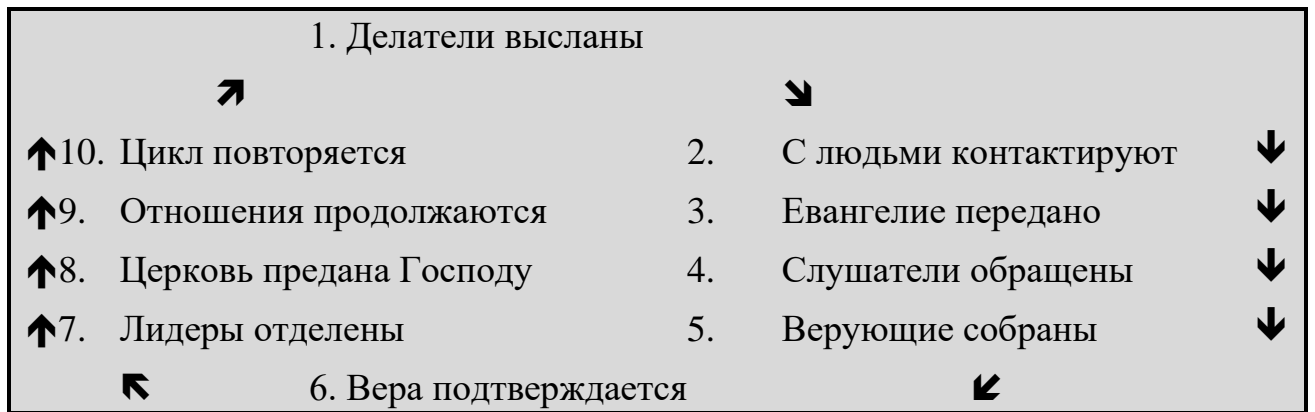 1. Делатели высланы
🡵 🡶
🡱10. Цикл повторяется 2. С людьми контактируют 🡳
🡱9. Отношения продолжаются 3. Евангелие передано 🡳
🡱8. Церковь предана Господу 4. Слушатели обращены 🡳
🡱7. Лидеры отделены 5. Верующие собраны 🡳
🡴 6. Вера подтверждается 🡷